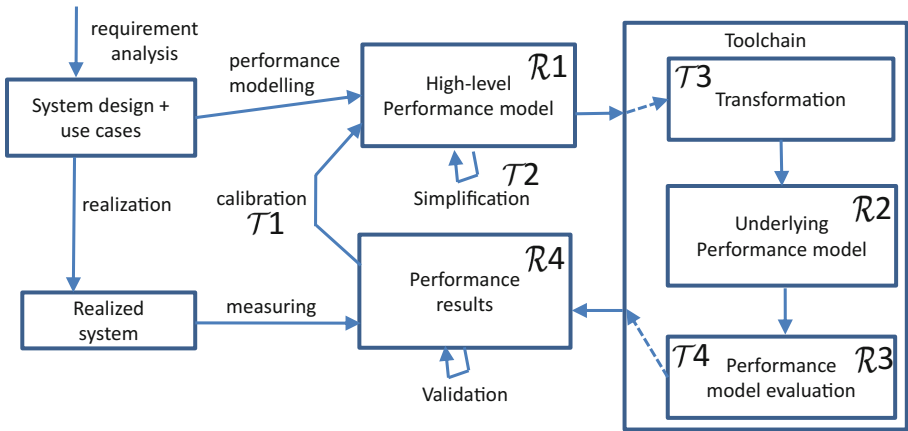 requirement
analysis
System design +
use cases
performance
modelling
ℛ1
High-level
Performance model
Toolchain
𝒯3
Transformation
realization
calibration
𝒯1
Simplification
𝒯2
ℛ2
Underlying
Performance model
Realized
system
measuring
ℛ4
Performance
results
Validation
𝒯4
Performance
model evaluation
ℛ3